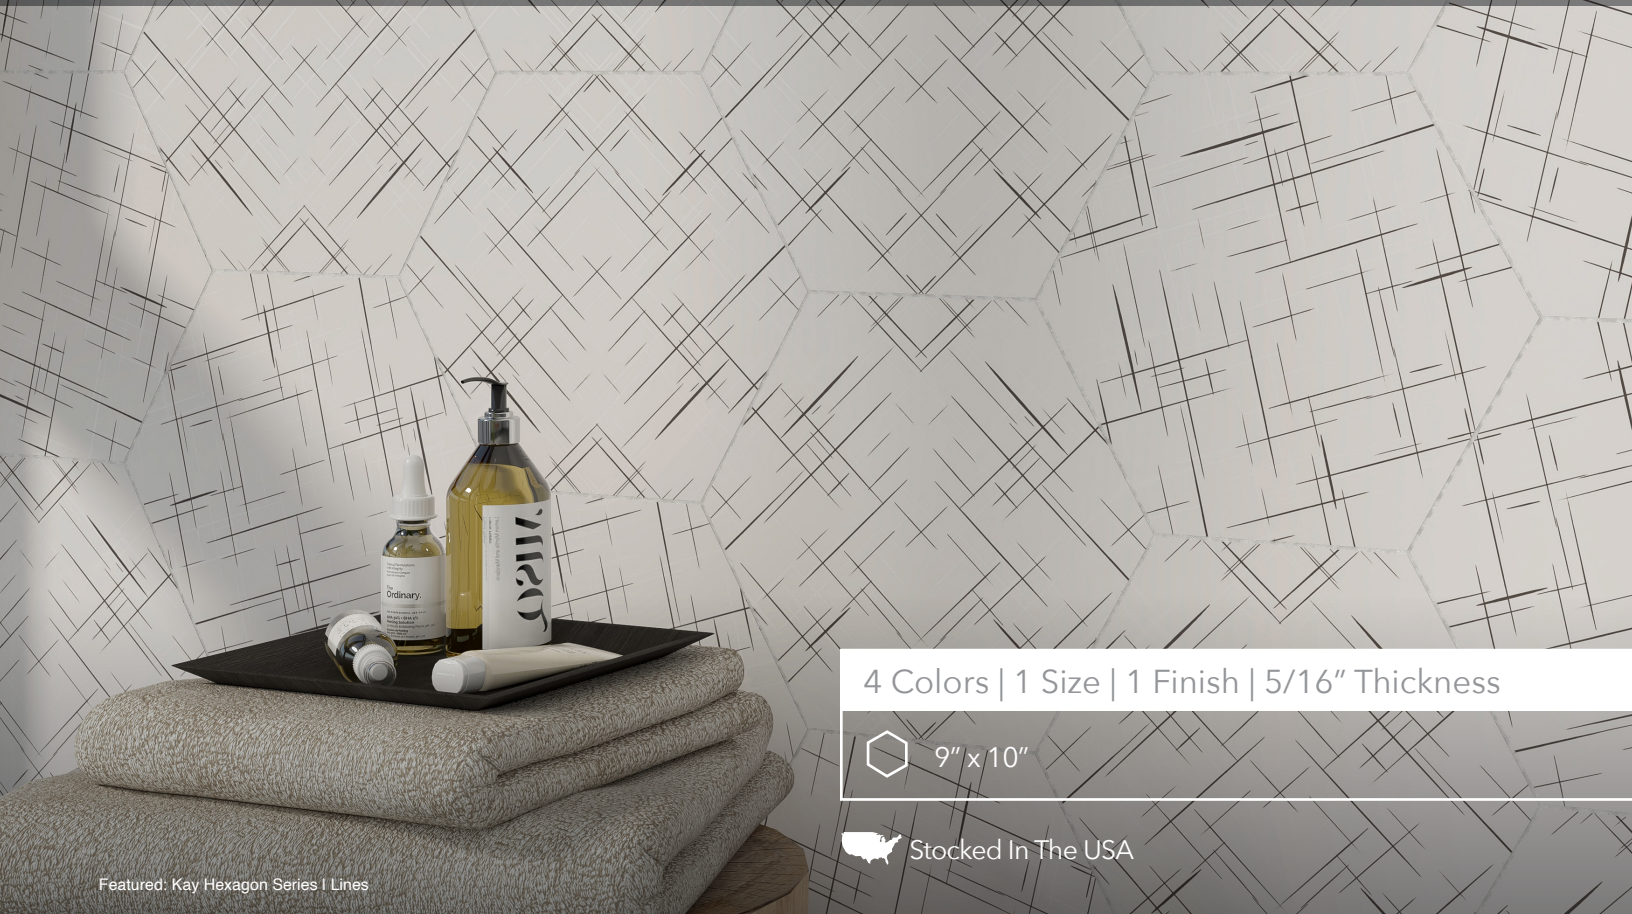 The
Ordinary.
4 Colors | 1 Size | 1 Finish | 5/16” Thickness
9” x 10”
Stocked In The USA
Featured: Kay Hexagon Series I Lines